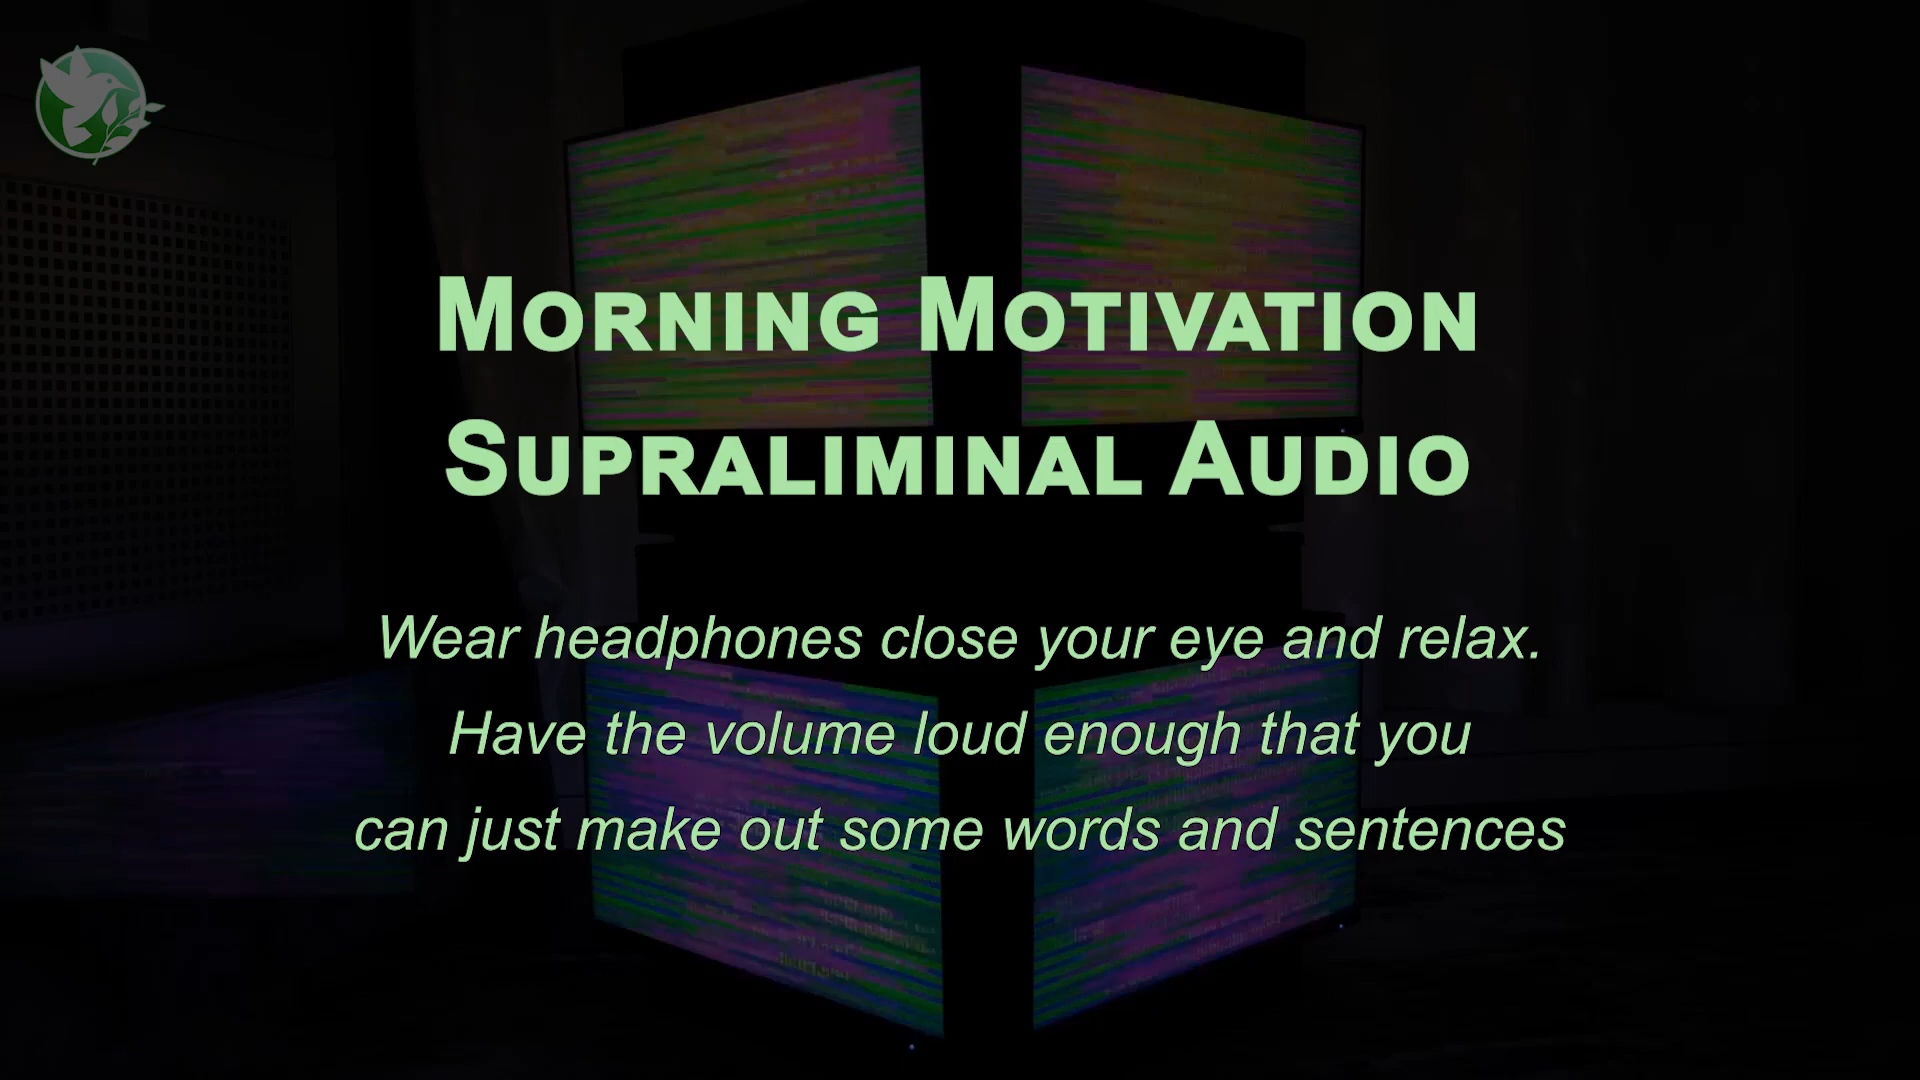 Morning Motivation
Supraliminal Audio
Wear headphones close your eye and relax.
Have the volume loud enough that you
can just make out some words and sentences